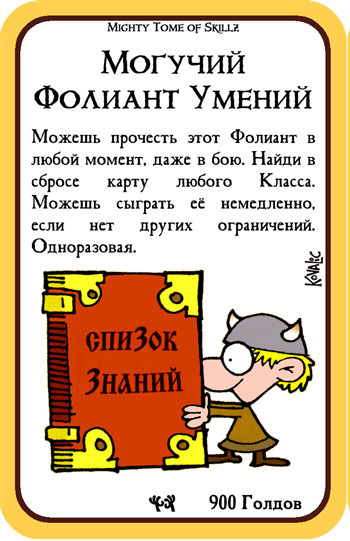 Mighty Tome of Skillz
Могучий
Фолиант Умений
Можешь прочесть этот Фолиант в
любой момент, даже в бою. Найди в
сбросе карту любого Класса.
Можешь сыграть её немедленно,
если нет других ограничений.
Одноразовая.
Kovalic
спиЗок
Знаний
900 Голдов